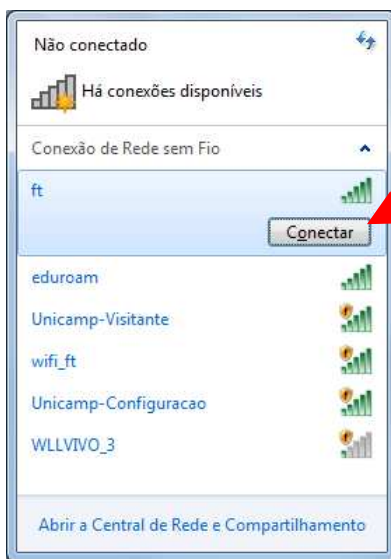 Não conectado
Há conexões disponíveis
Conexão de Rede sem Fio
ft
Conectar
eduroam
Unicamp-Visitante
wifi_ft
Unicamp-Configuracao
WLLVIVO_3
Abrir a Central de Rede e Compartilhamento